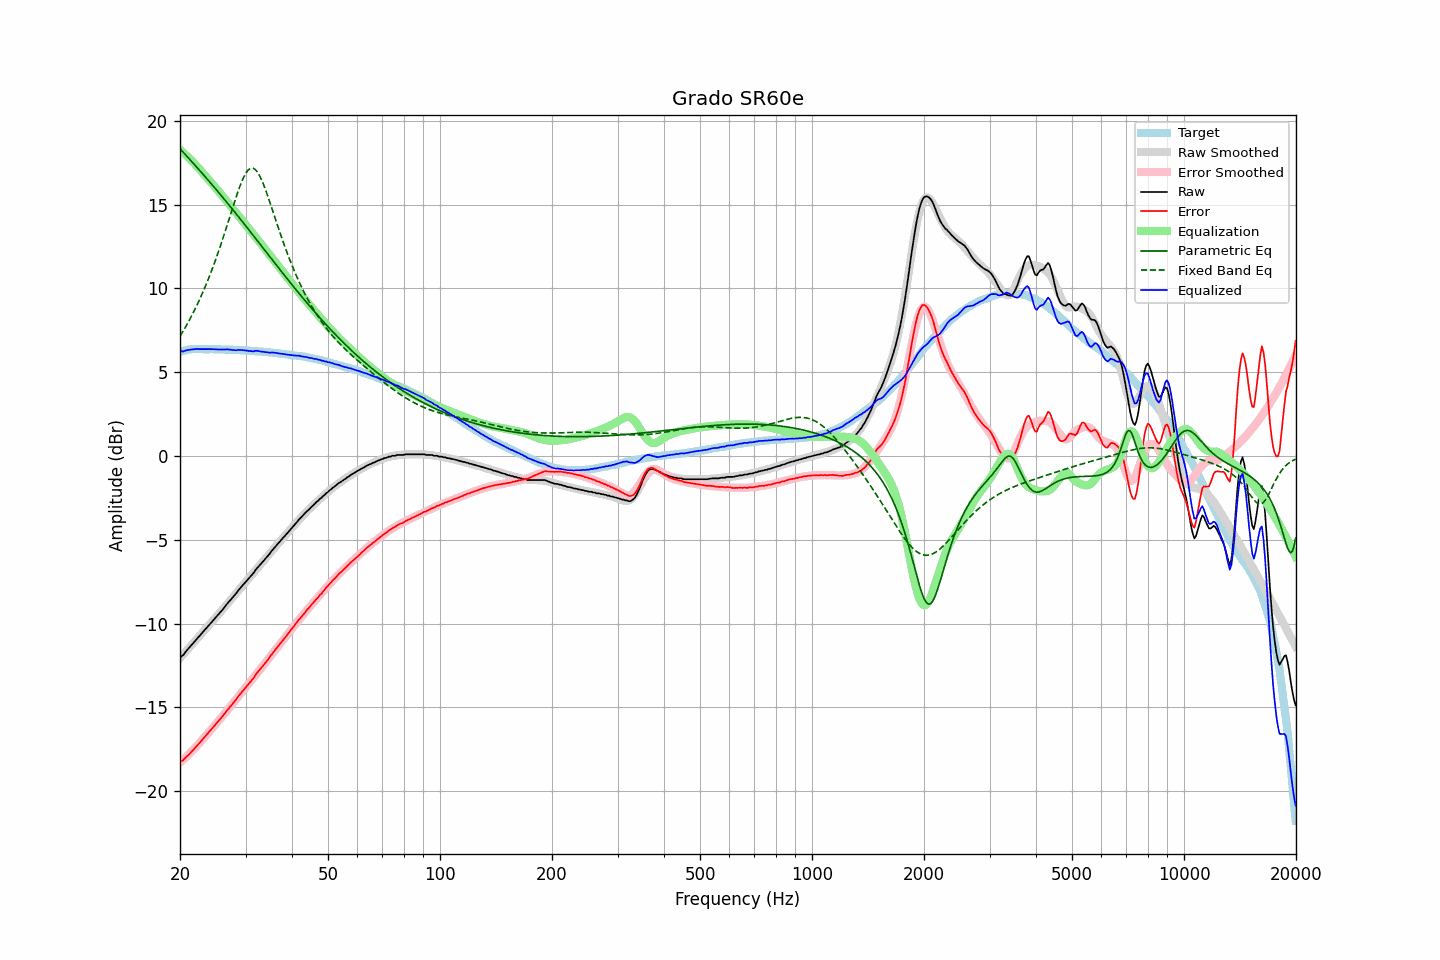 Grado SR60e
Amplitude (dBr)
20
15
10
5
0
−5
−10
−15
−20
20
50
100
200
500
1000
2000
5000
10000
20000
Frequency (Hz)
Target
Raw Smoothed
Error Smoothed
Raw
Error
Equalization
Parametric Eq
Fixed Band Eq
Equalized